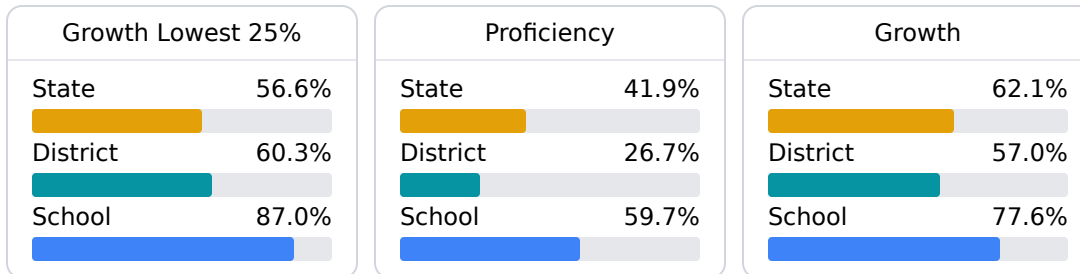 Growth Lowest 25%
State 56.6%
District 60.3%
School 87.0%
Proficiency
State 41.9%
District 26.7%
School 59.7%
Growth
State 62.1%
District 57.0%
School 77.6%